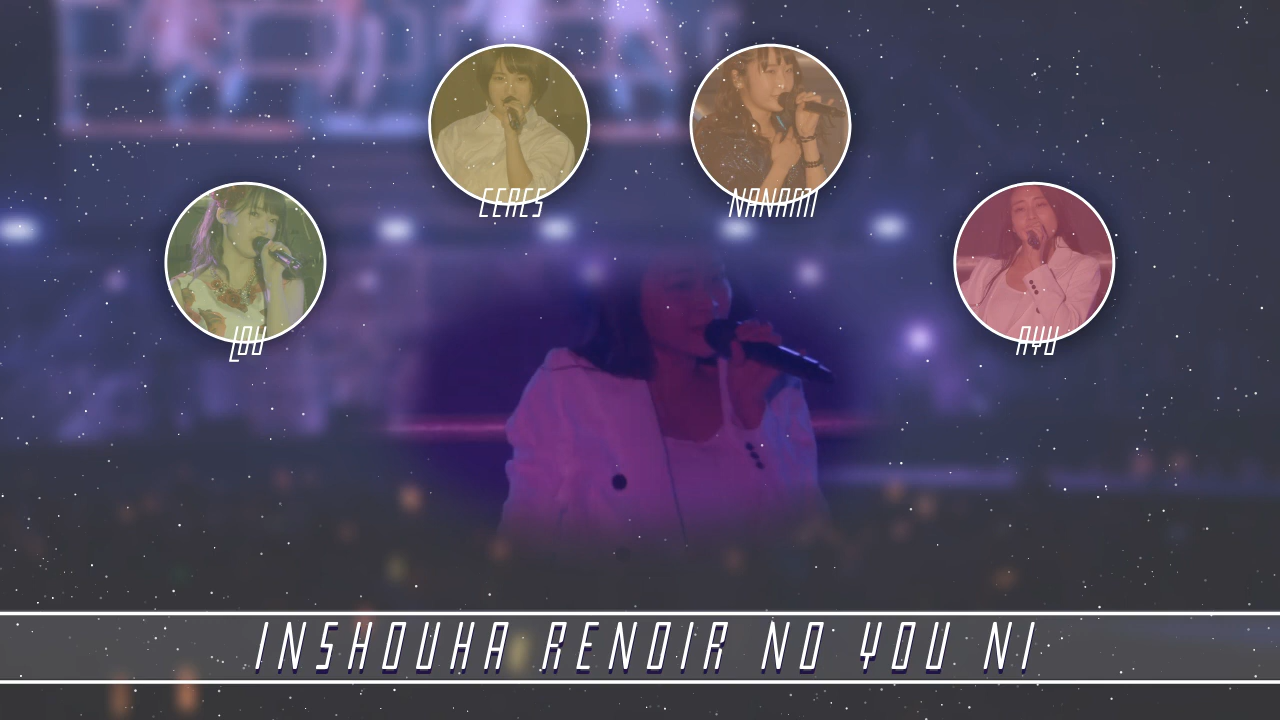 CERES
NANAMI
LOU
AYU
INSHOUHA RENOIR NO YOU NI